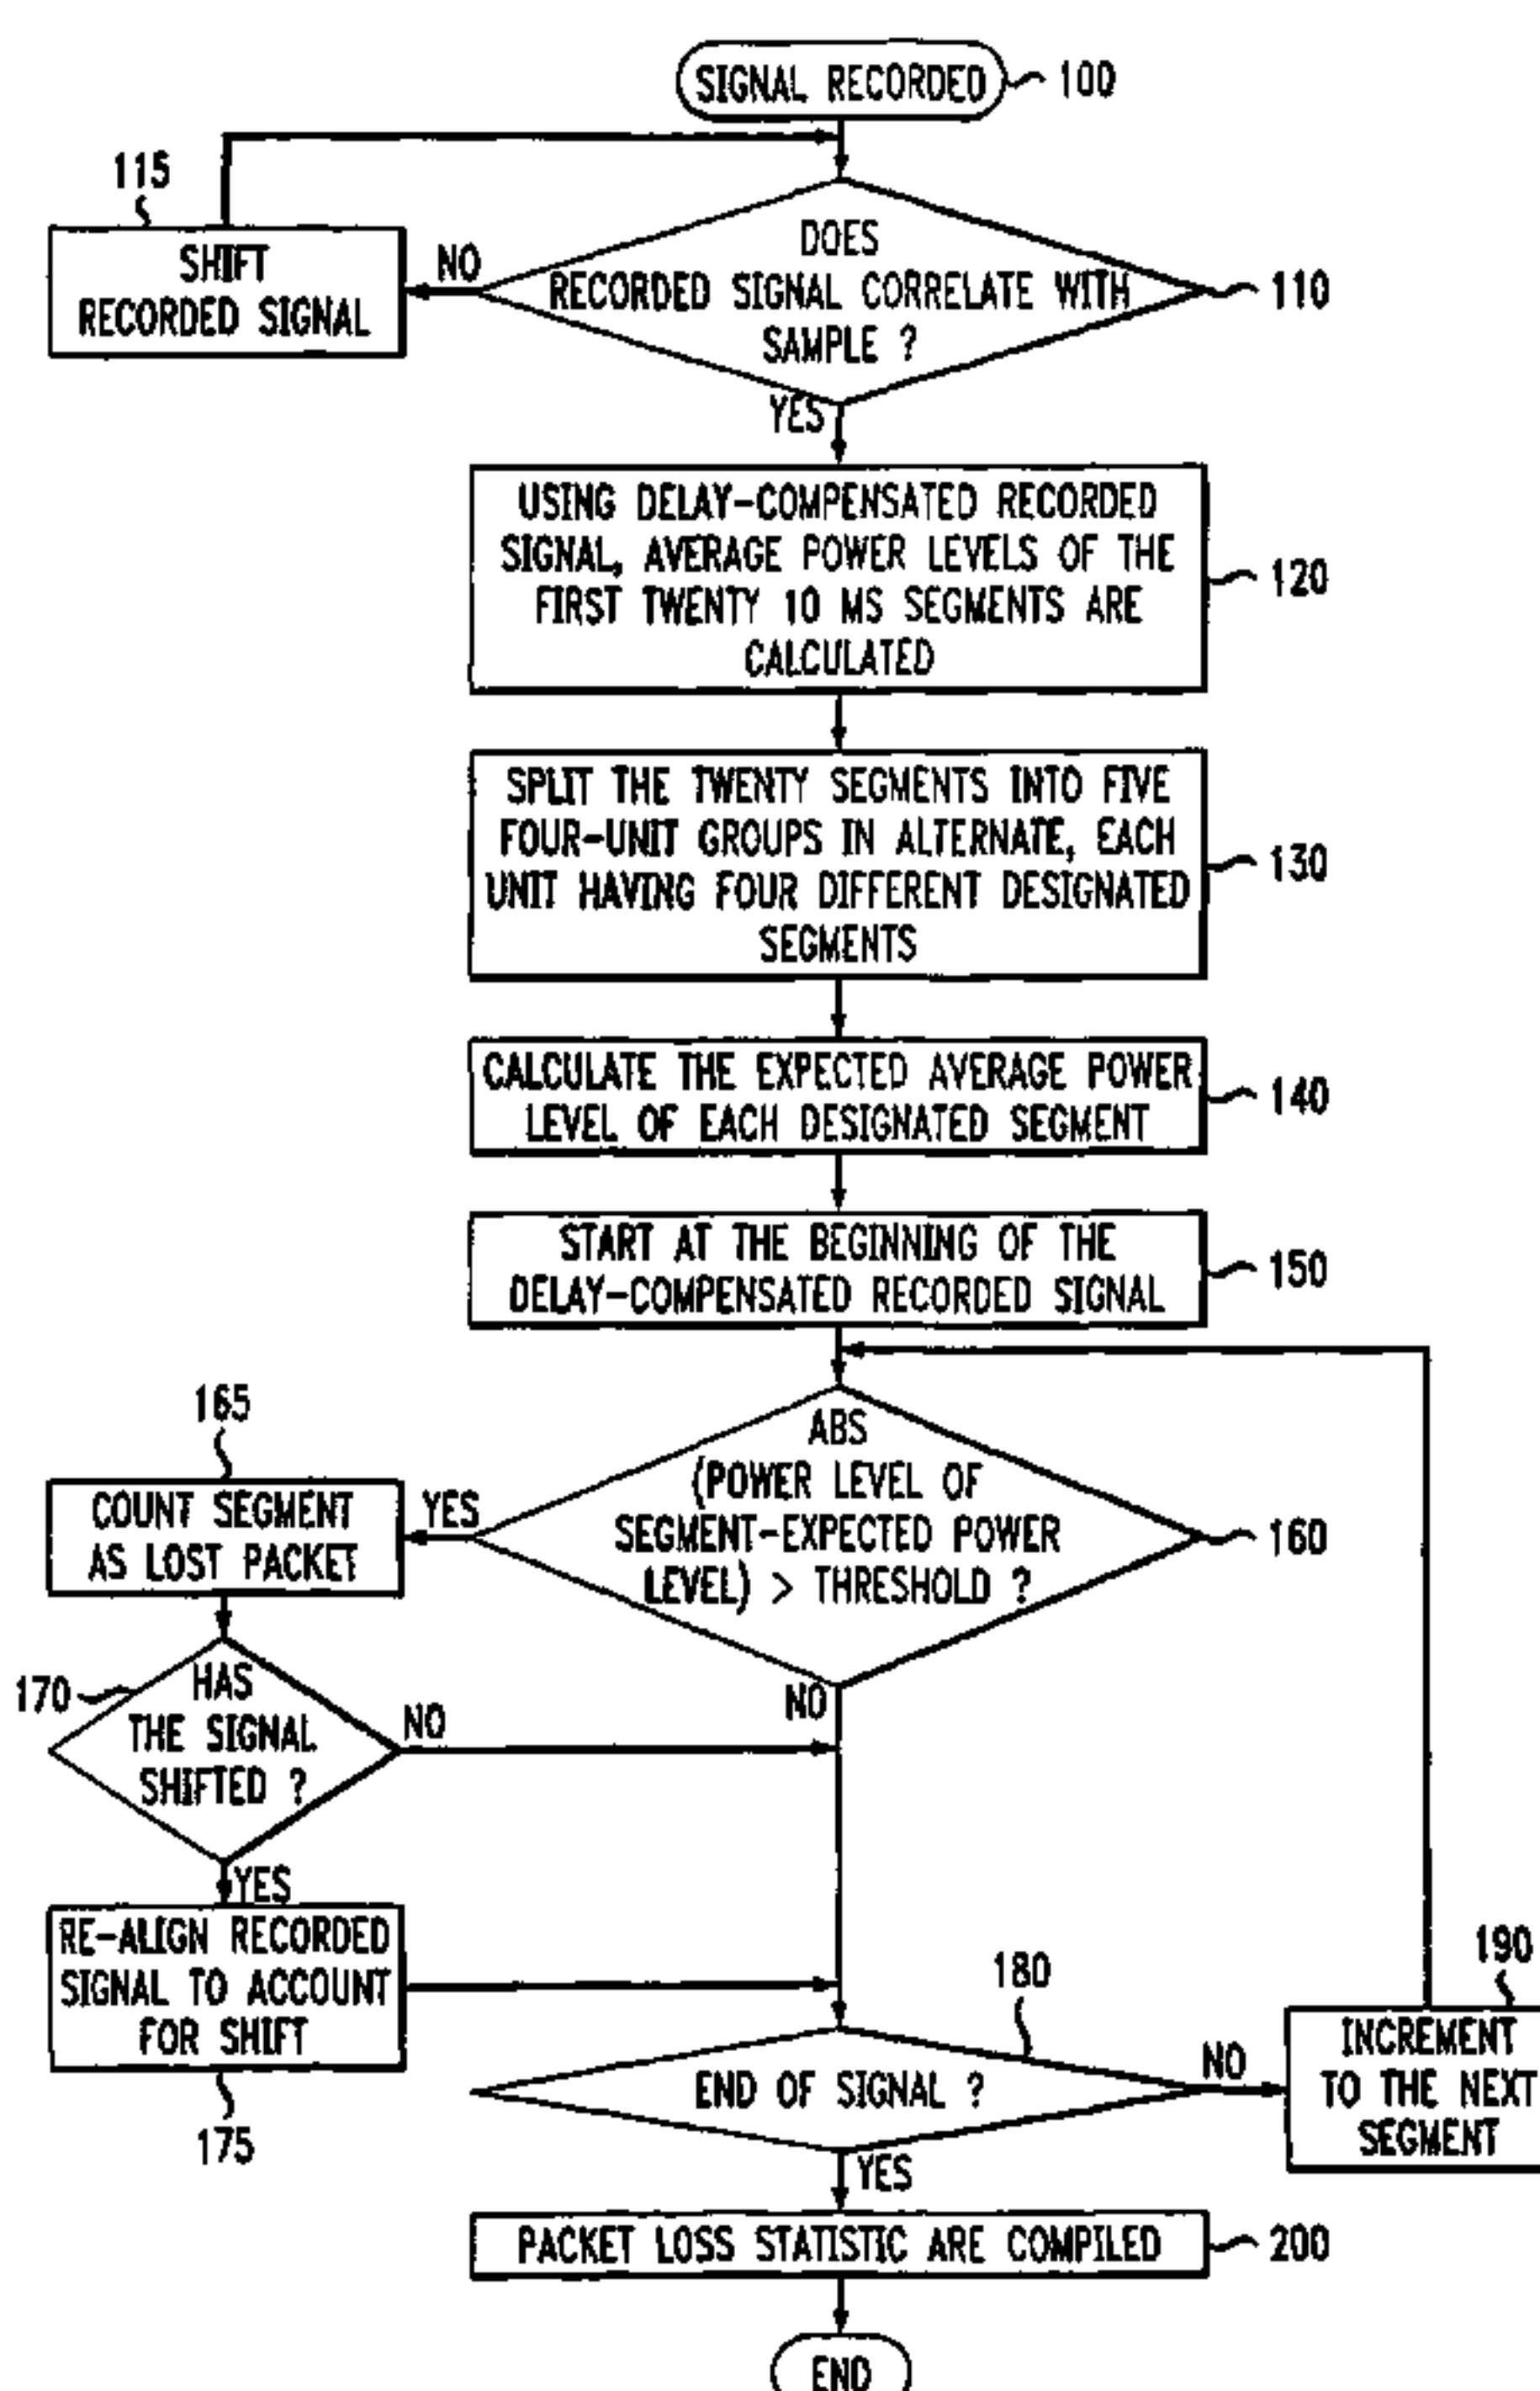 SIGNAL RECORDED
100
115
SHIFT
RECORDED SIGNAL
NO
DOES
RECORDED SIGNAL CORRELATE WITH
SAMPLE ?
110
YES
USING DELAY-COMPENSATED RECORDED
SIGNAL, AVERAGE POWER LEVELS OF THE
FIRST TWENTY 10 MS SEGMENTS ARE
CALCULATED
120
SPLIT THE TWENTY SEGMENTS INTO FIVE
FOUR-UNIT GROUPS IN ALTERNATE, EACH
UNIT HAVING FOUR DIFFERENT DESIGNATED
SEGMENTS
130
CALCULATE THE EXPECTED AVERAGE POWER
LEVEL OF EACH DESIGNATED SEGMENT
140
START AT THE BEGINNING OF THE
DELAY-COMPENSATED RECORDED SIGNAL
150
165
COUNT SEGMENT
AS LOST PACKET
YES
ABS
(POWER LEVEL OF
SEGMENT-EXPECTED POWER
LEVEL) > THRESHOLD ?
160
NO
170
HAS
THE SIGNAL
SHIFTED ?
NO
YES
RE-ALIGN RECORDED
SIGNAL TO ACCOUNT
FOR SHIFT
175
180
END OF SIGNAL ?
NO
190
INCREMENT
TO THE NEXT
SEGMENT
YES
PACKET LOSS STATISTIC ARE COMPILED
200
END